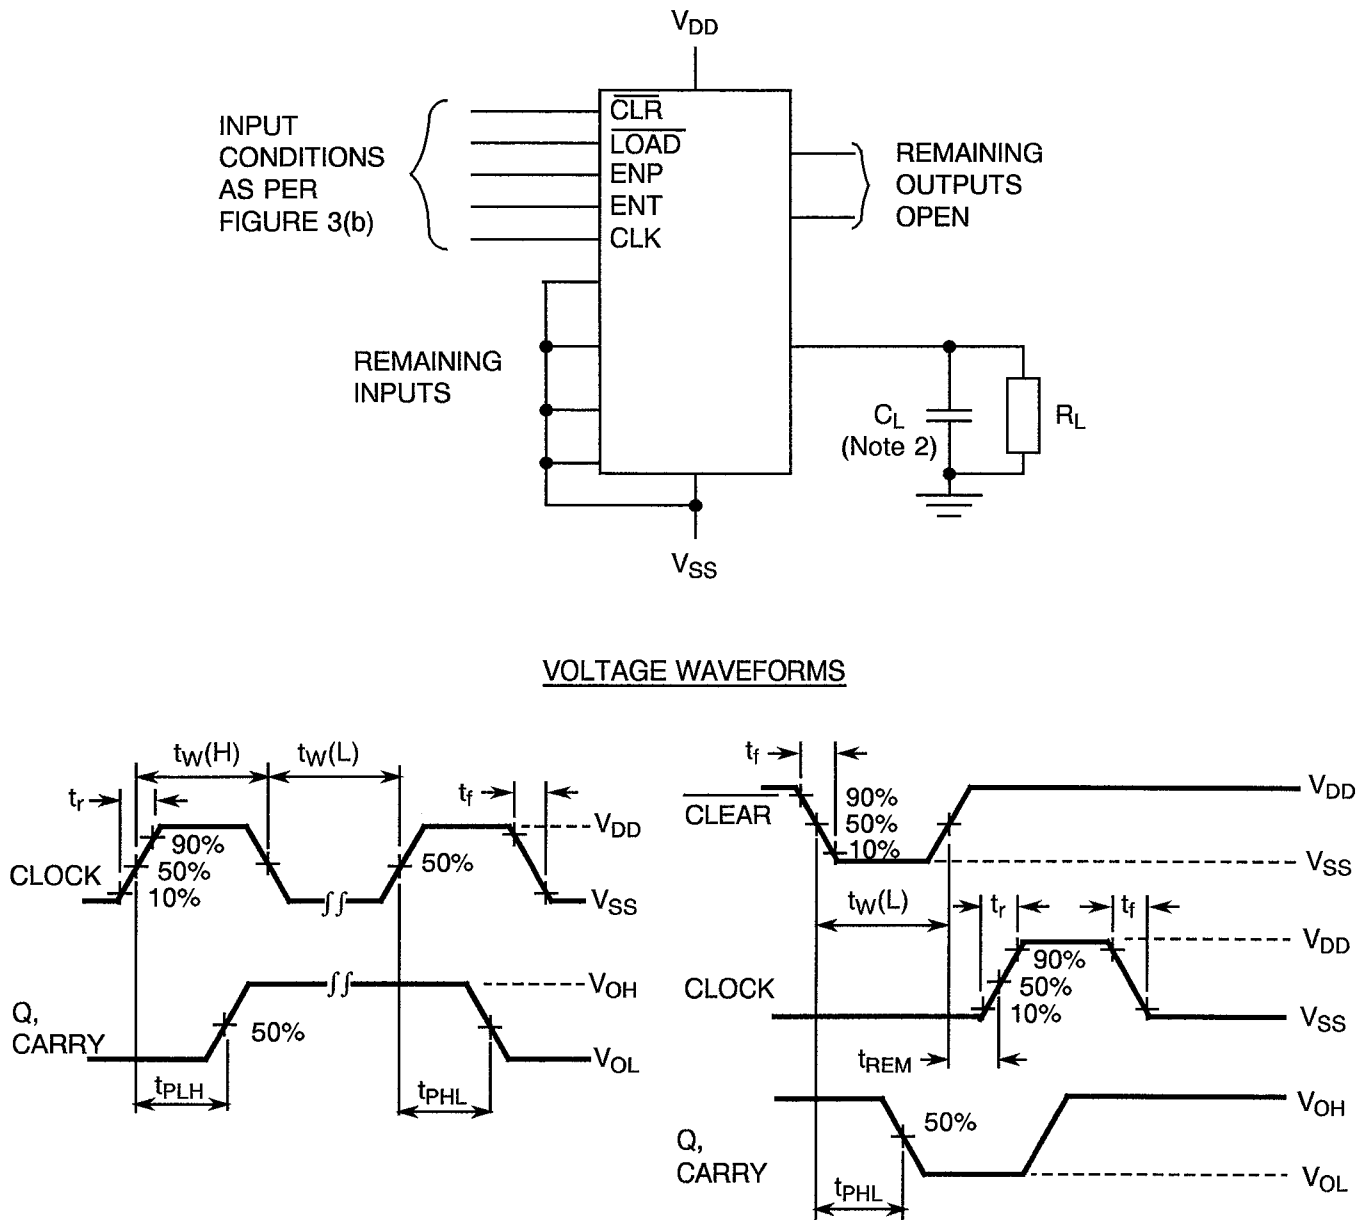 VDD
INPUT
CONDITIONS
AS PER
FIGURE 3(b)
CLR
LOAD
ENP
ENT
CLK
REMAINING
OUTPUTS
OPEN
REMAINING
INPUTS
CL
(Note 2)
RL
VSS
VOLTAGE WAVEFORMS
tW(H)
tW(L)
tr
tf
90%
50%
10%
50%
CLOCK
VDD
VSS
Q,
CARRY
50%
VOH
VOL
tPLH
tPHL
tf
CLEAR
90%
50%
10%
VDD
VSS
tW(L)
tr
tf
CLOCK
90%
50%
10%
VDD
VSS
tREM
Q,
CARRY
50%
VOH
VOL
tPHL